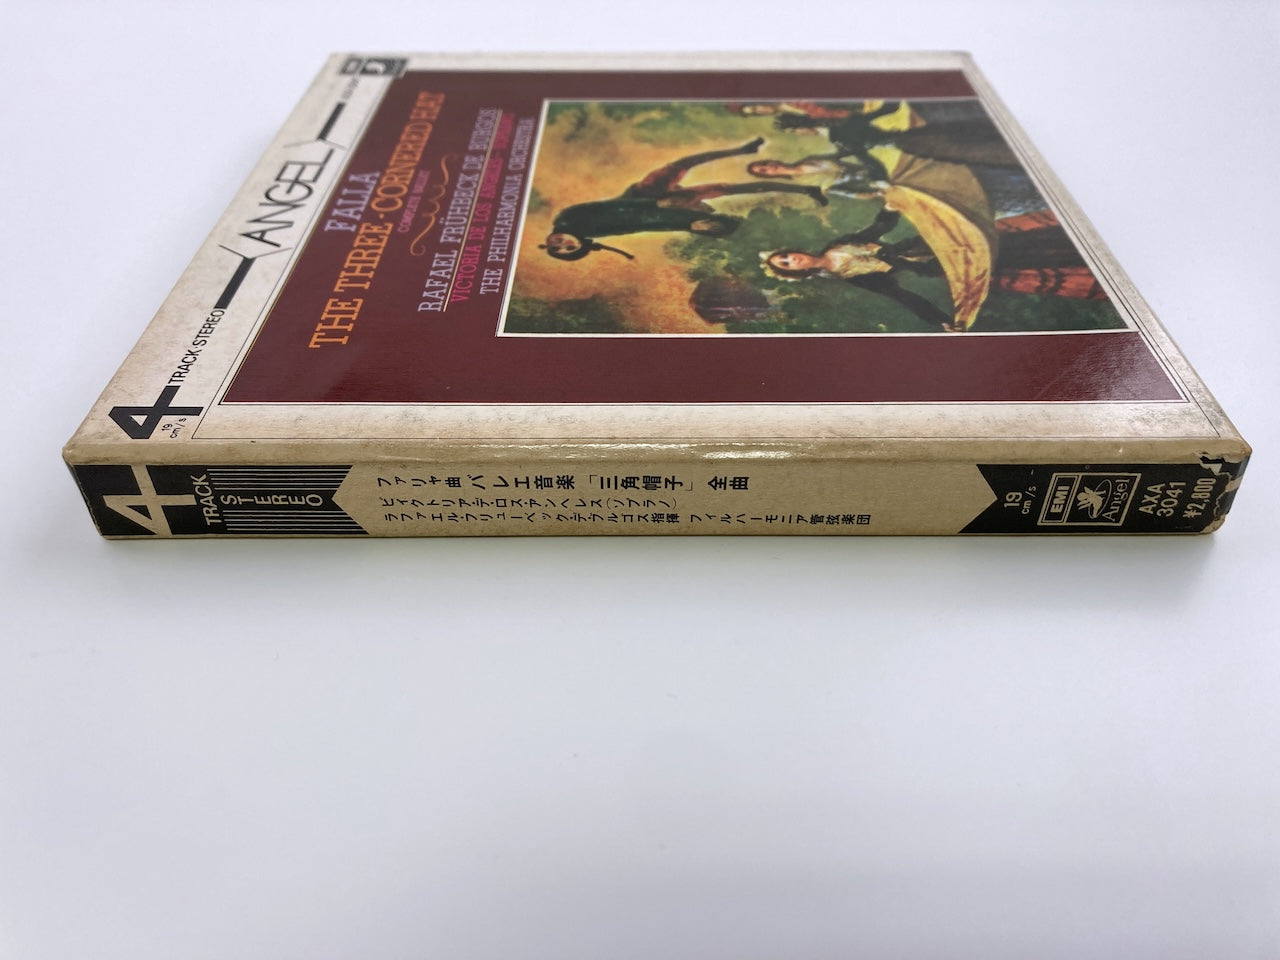 4
TRACK·STEREO
19
cm/s
ANGEL
FALLA
THE THREE-CORNERED HAT
COMPLETE BALLET
RAFAEL FRÜHBECK DE BURGOS
VICTORIA DE LOS ANGELES-SOPRANO
THE PHILHARMONIA ORCHESTRA
4
TRACK
STEREO
ファリャ曲 バレエ音楽「三角帽子」全曲
ビィクトリア・デ・ロス・アンヘレス(ソプラノ)
ラファエル・フリューベック・デ・ブルゴス指揮 フィルハーモニア管弦楽団
19
cm/s
EMI
Angel
AXA
3041
¥2,800